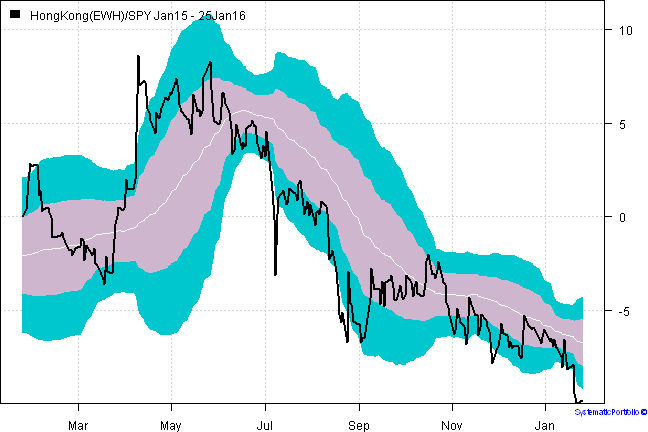 HongKong(EWH)/SPY Jan15 - 25Jan16
10
5
0
-5
Mar May Jul Sep Nov Jan
SystematicPortfolio ©